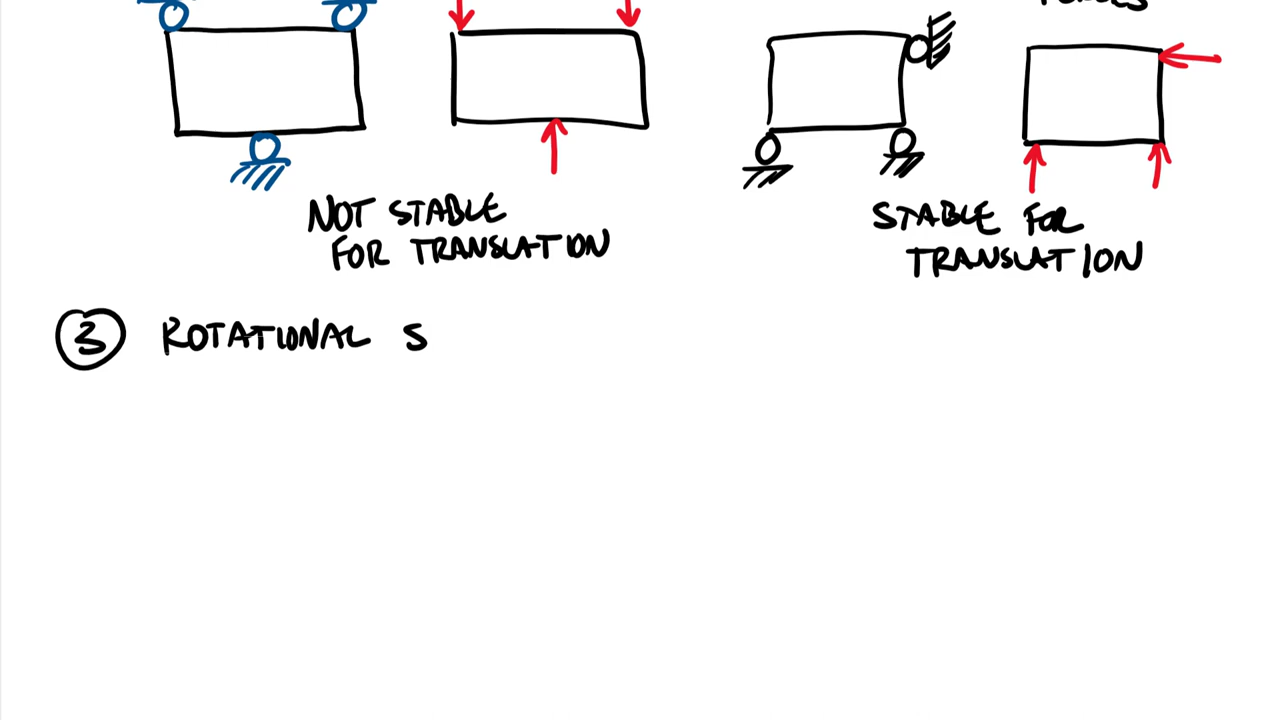 NOT STABLE
FOR TRANSLATION
STABLE FOR
TRANSLATION
3 ROTATIONAL S